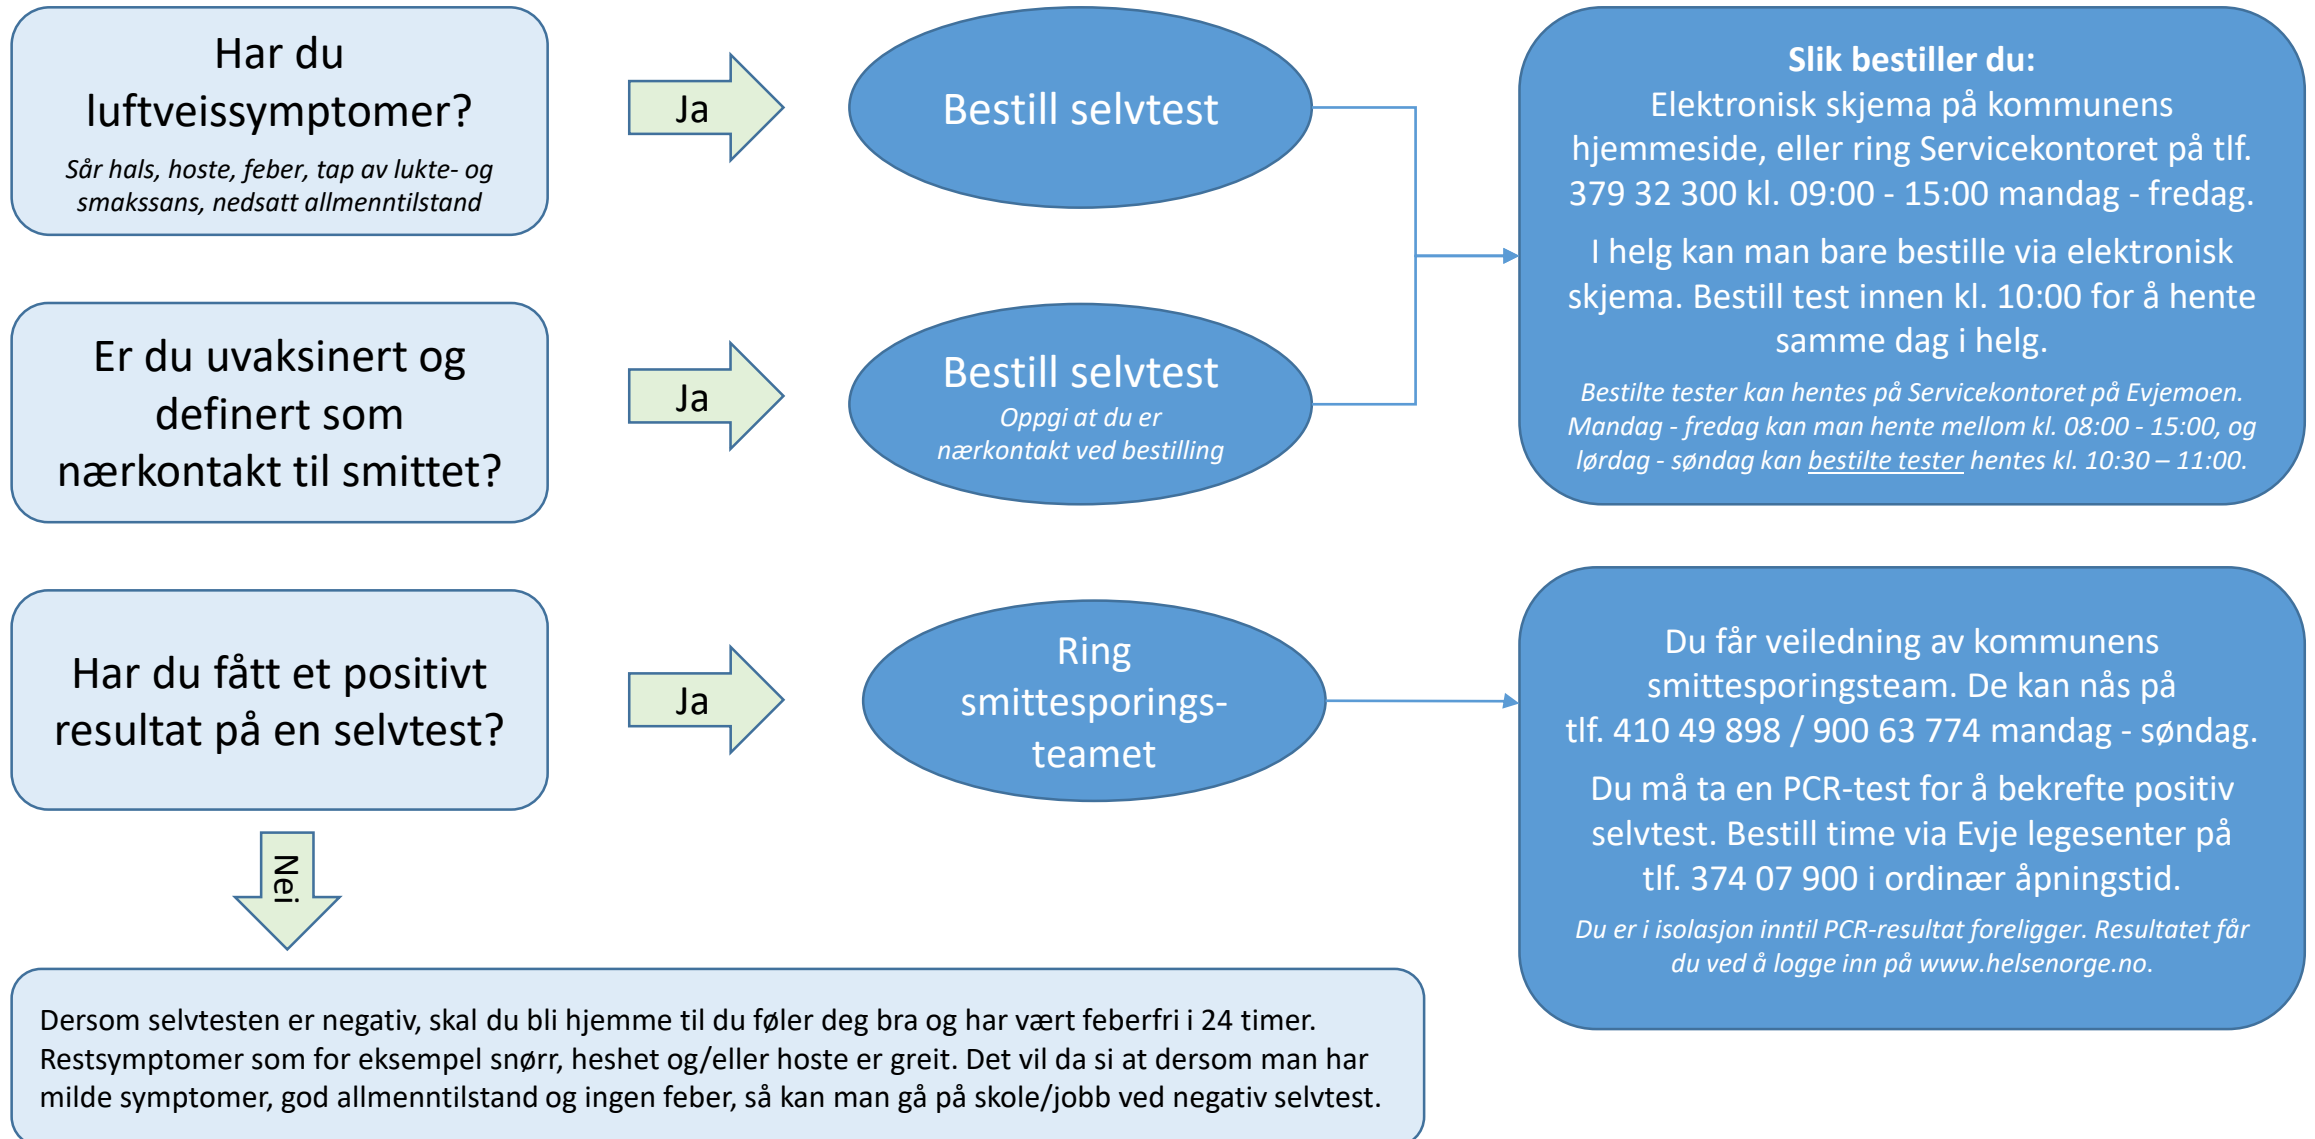 Har du
luftveissymptomer?
Sår hals, hoste, feber, tap av lukte- og
smakssans, nedsatt allmenntilstand
Ja
Bestill selvtest
Slik bestiller du:
Elektronisk skjema på kommunens
hjemmeside, eller ring Servicekontoret på tlf.
379 32 300 kl. 09:00 - 15:00 mandag - fredag.
I helg kan man bare bestille via elektronisk
skjema. Bestill test innen kl. 10:00 for å hente
samme dag i helg.
Bestilte tester kan hentes på Servicekontoret på Evjemoen.
Mandag - fredag kan man hente mellom kl. 08:00 - 15:00, og
lørdag - søndag kan bestilte tester hentes kl. 10:30 – 11:00.
Er du uvaksinert og
definert som
nærkontakt til smittet?
Ja
Bestill selvtest
Oppgi at du er
nærkontakt ved bestilling
Har du fått et positivt
resultat på en selvtest?
Ja
Ring
smittesporings-
teamet
Du får veiledning av kommunens
smittesporingsteam. De kan nås på
tlf. 410 49 898 / 900 63 774 mandag - søndag.
Du må ta en PCR-test for å bekrefte positiv
selvtest. Bestill time via Evje legesenter på
tlf. 374 07 900 i ordinær åpningstid.
Du er i isolasjon inntil PCR-resultat foreligger. Resultatet får
du ved å logge inn på www.helsenorge.no.
Nei
Dersom selvtesten er negativ, skal du bli hjemme til du føler deg bra og har vært feberfri i 24 timer.
Restsymptomer som for eksempel snørr, heshet og/eller hoste er greit. Det vil da si at dersom man har
milde symptomer, god allmenntilstand og ingen feber, så kan man gå på skole/jobb ved negativ selvtest.